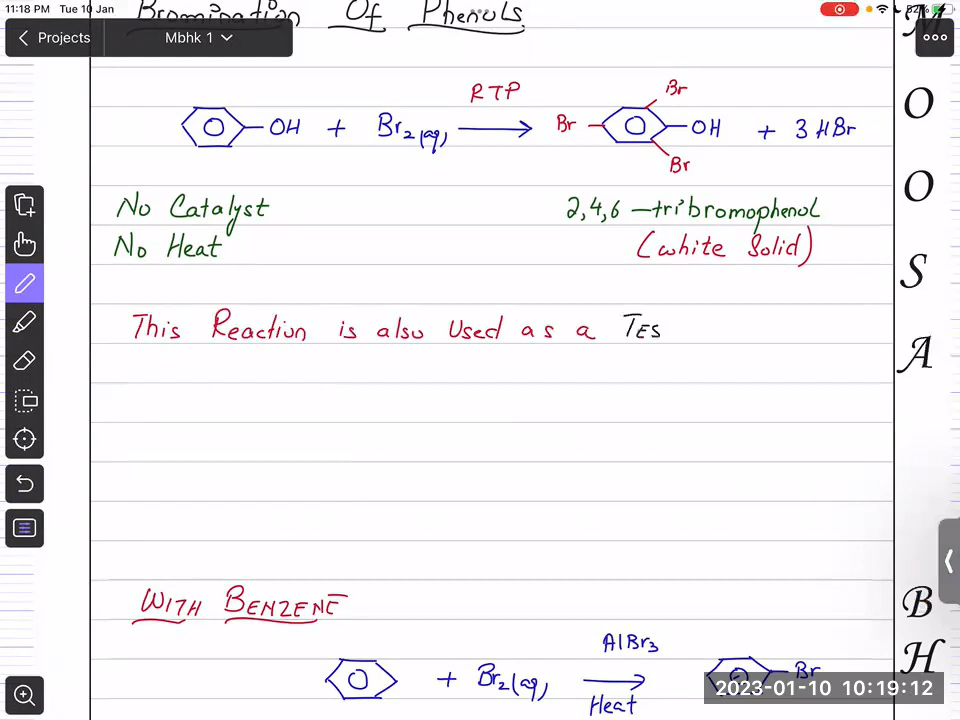 11:18 PM Tue 10 Jan
52%
Bromination Of Phenols
Projects
Mbhk 1
RTP
Br
OH + Br2(aq) Br OH + 3HBr
Br
No Catalyst
2,4,6 -tribromophenol
No Heat
(white Solid)
This Reaction is also Used as a TES
WITH BENZENE
AlBr3
+ Br2(aq) Br
Heat
2023-01-10 10:19:12
M
O
O
S
A
B
H